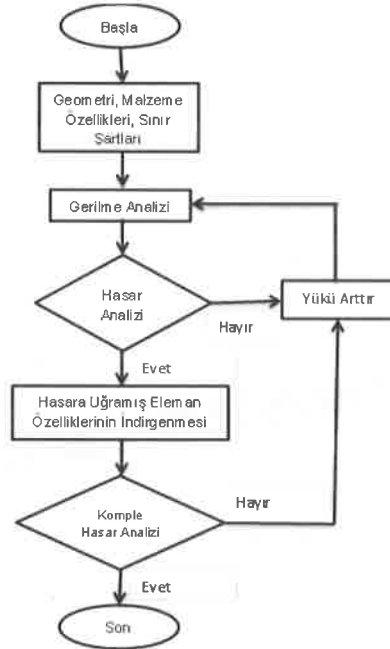 Başla
Geometri, Malzeme
Özellikleri, Sınır
Şartları
Gerilme Analizi
Hasar
Analizi
Hayır
Yükü Arttır
Evet
Hasara Uğramış Eleman
Özelliklerinin İndirgenmesi
Komple
Hasar Analizi
Hayır
Evet
Son